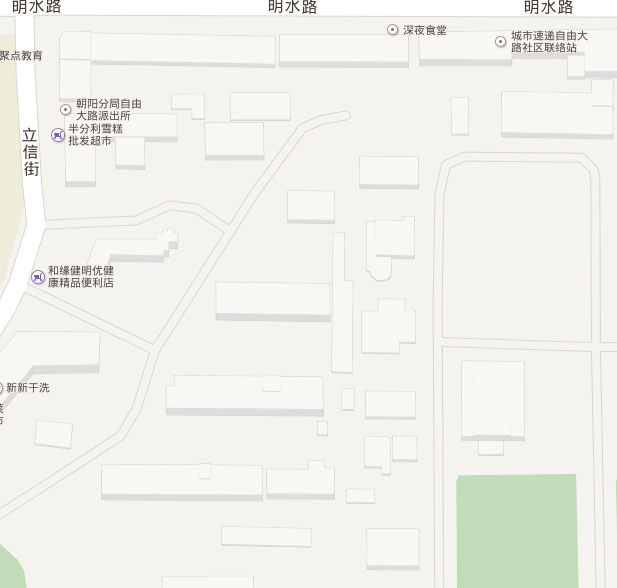 明水路
明水路
明水路
深夜食堂
城市速递自由大
路社区联络站
聚点教育
朝阳分局自由
大路派出所
半分利雪糕
批发超市
立信街
和缘健明优健
康精品便利店
新新干洗